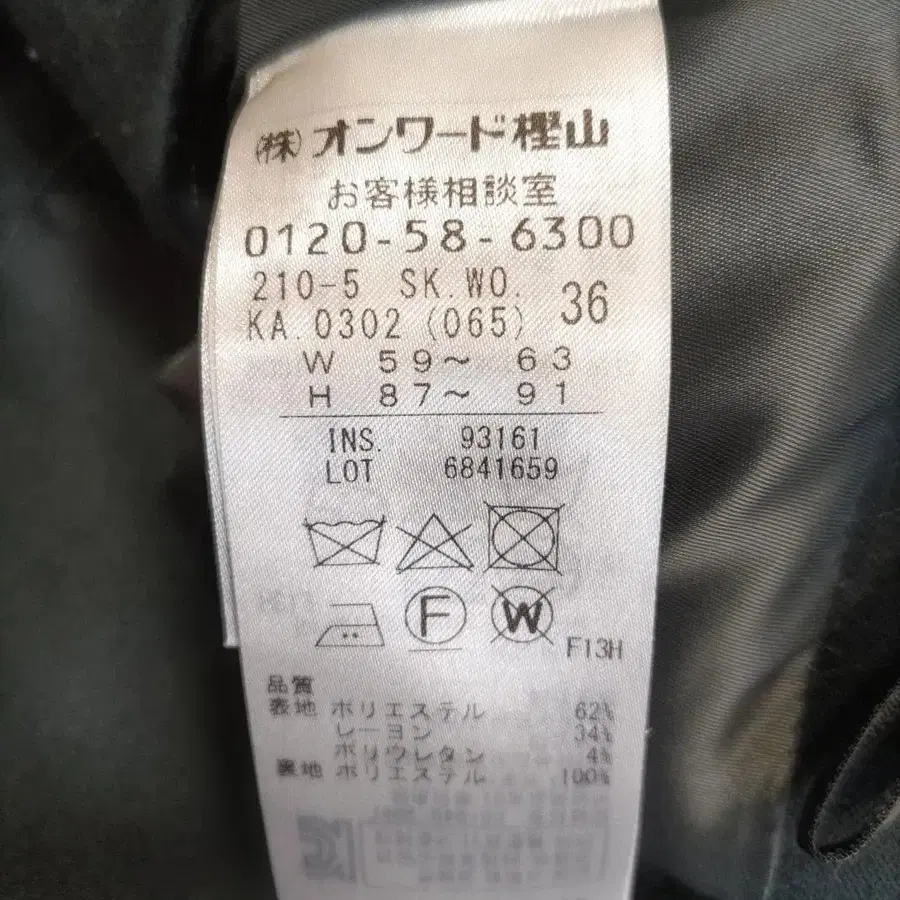 ㈱オンワード樫山
お客様相談室
0120-58-6300
210-5 SK.WO. 36
KA.0302(065)
W 59〜 63
H 87〜 91
INS. 93161
LOT 6841659
F
W
F13H
品質
表地 ポリエステル 62%
レーヨン 34%
ポリウレタン 4%
裏地 ポリエステル 100%